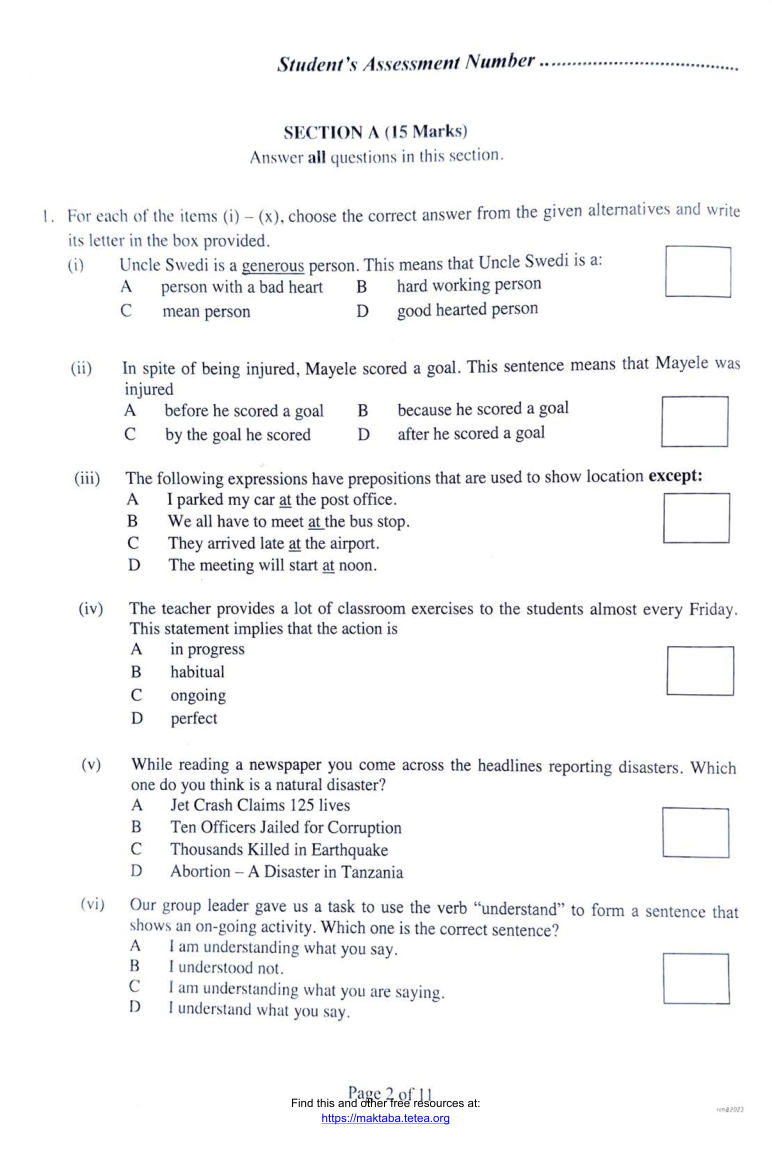 Student's Assessment Number ......................................
SECTION A (15 Marks)
Answer all questions in this section.
1. For each of the items (i) – (x), choose the correct answer from the given alternatives and write
its letter in the box provided.
(i) Uncle Swedi is a generous person. This means that Uncle Swedi is a:
A person with a bad heart B hard working person
C mean person D good hearted person
(ii) In spite of being injured, Mayele scored a goal. This sentence means that Mayele was
injured
A before he scored a goal B because he scored a goal
C by the goal he scored D after he scored a goal
(iii) The following expressions have prepositions that are used to show location except:
A I parked my car at the post office.
B We all have to meet at the bus stop.
C They arrived late at the airport.
D The meeting will start at noon.
(iv) The teacher provides a lot of classroom exercises to the students almost every Friday.
This statement implies that the action is
A in progress
B habitual
C ongoing
D perfect
(v) While reading a newspaper you come across the headlines reporting disasters. Which
one do you think is a natural disaster?
A Jet Crash Claims 125 lives
B Ten Officers Jailed for Corruption
C Thousands Killed in Earthquake
D Abortion – A Disaster in Tanzania
(vi) Our group leader gave us a task to use the verb “understand” to form a sentence that
shows an on-going activity. Which one is the correct sentence?
A I am understanding what you say.
B I understood not.
C I am understanding what you are saying.
D I understand what you say.
Page 2 of 11
Find this and other free resources at:
https://maktaba.tetea.org